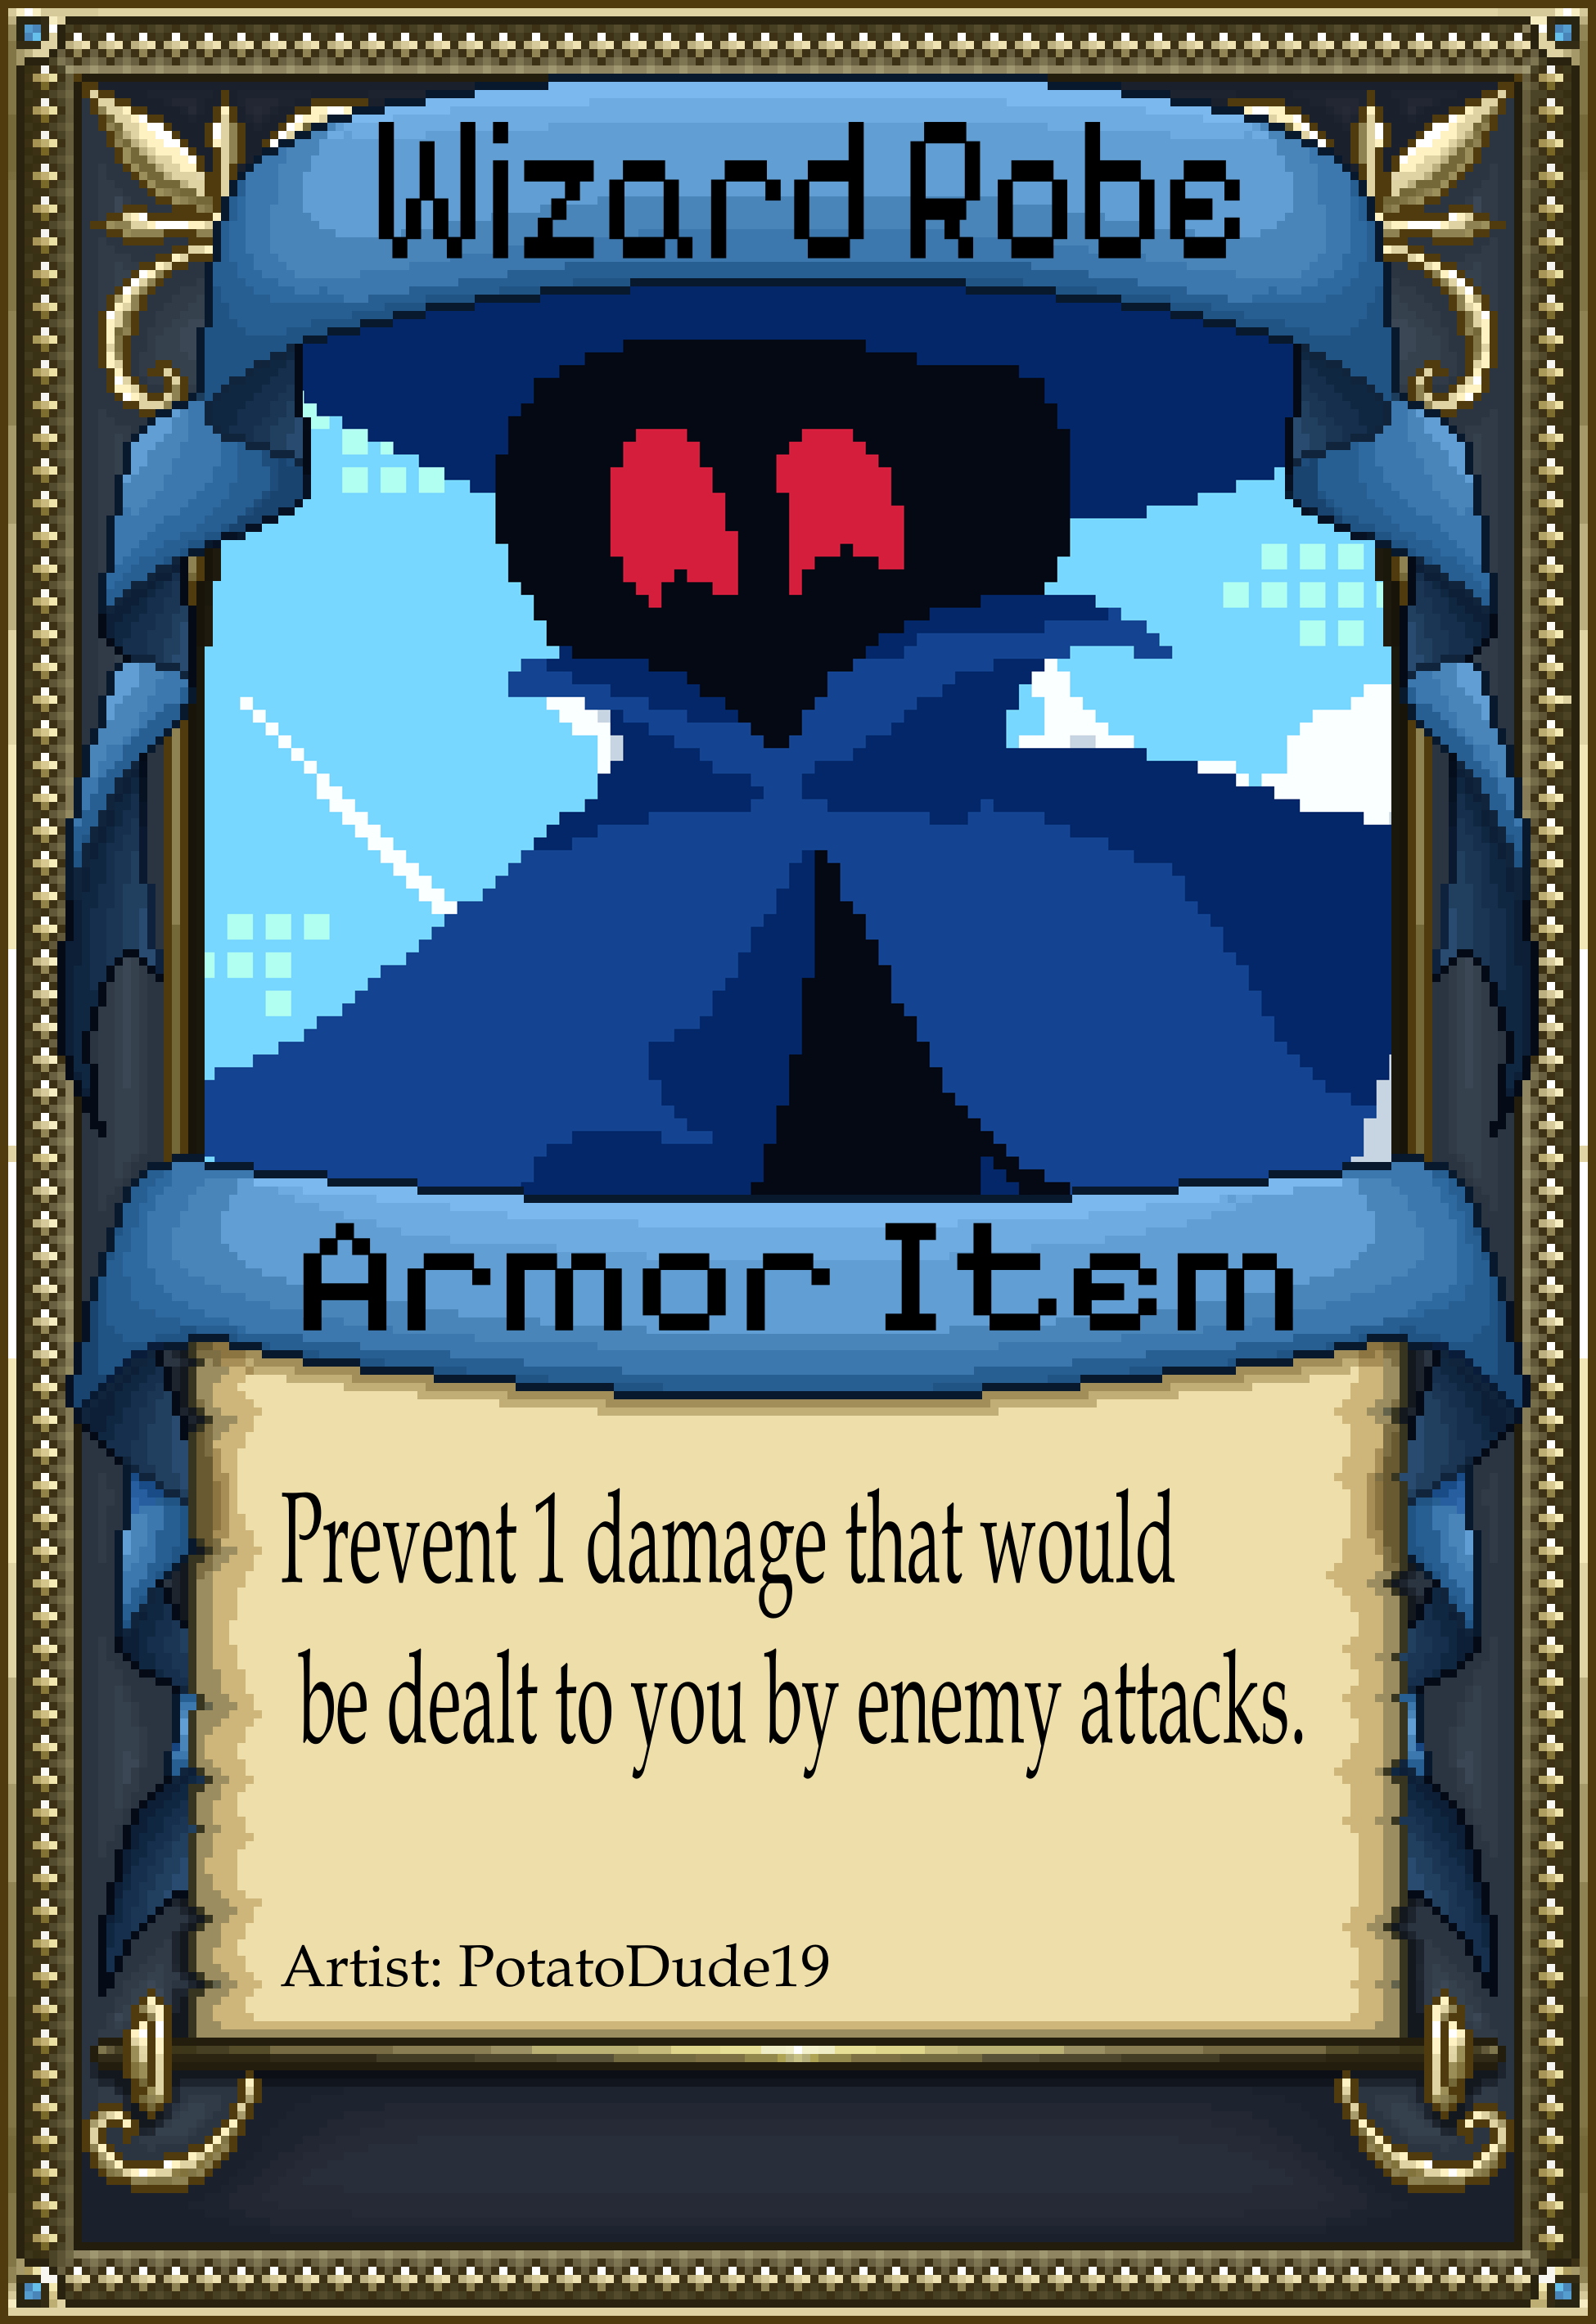 Wizard Robe
Armor Item
Prevent 1 damage that would
be dealt to you by enemy attacks.
Artist: PotatoDude19